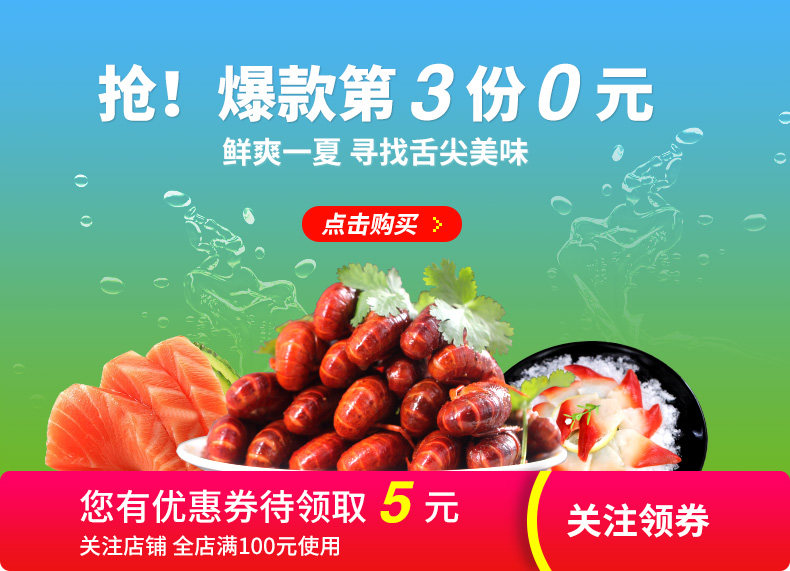 抢！爆款第3份0元
鲜爽一夏 寻找舌尖美味
点击购买
您有优惠券待领取 5 元
关注店铺 全店满100元使用
关注领券